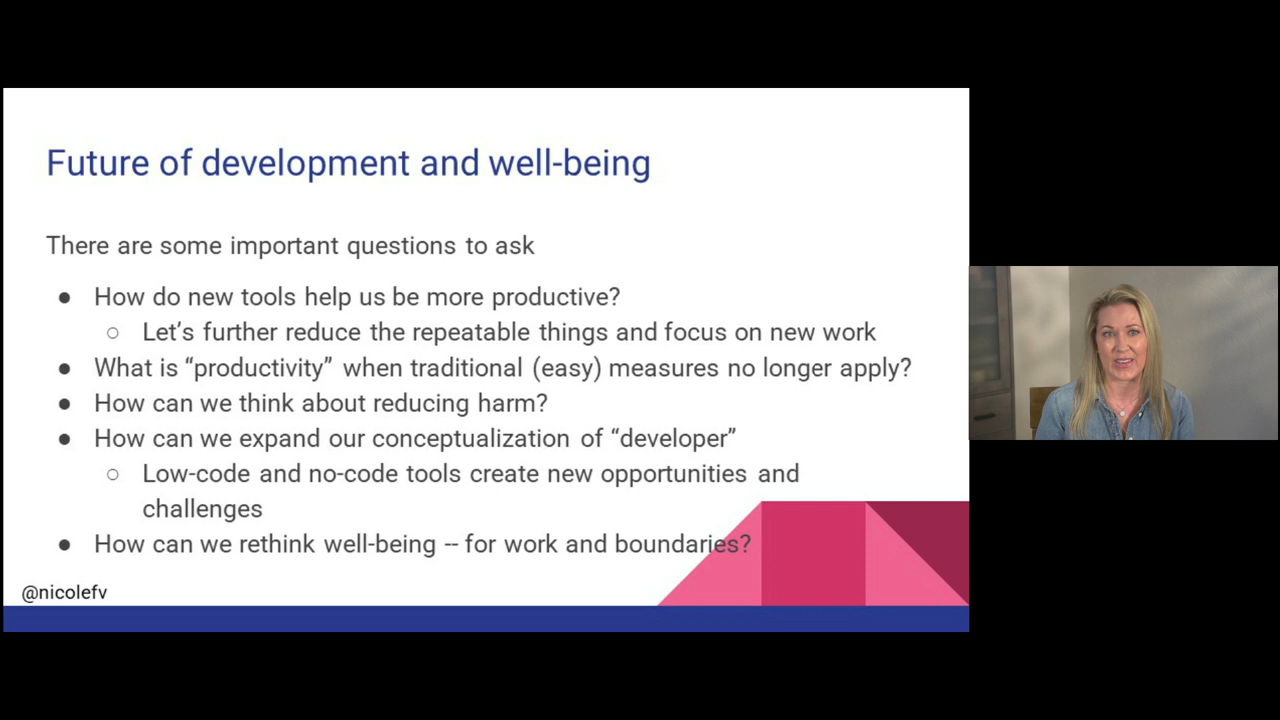 Future of development and well-being
There are some important questions to ask
● How do new tools help us be more productive?
○ Let’s further reduce the repeatable things and focus on new work
● What is “productivity” when traditional (easy) measures no longer apply?
● How can we think about reducing harm?
● How can we expand our conceptualization of “developer”
○ Low-code and no-code tools create new opportunities and
challenges
● How can we rethink well-being -- for work and boundaries?
@nicolefv